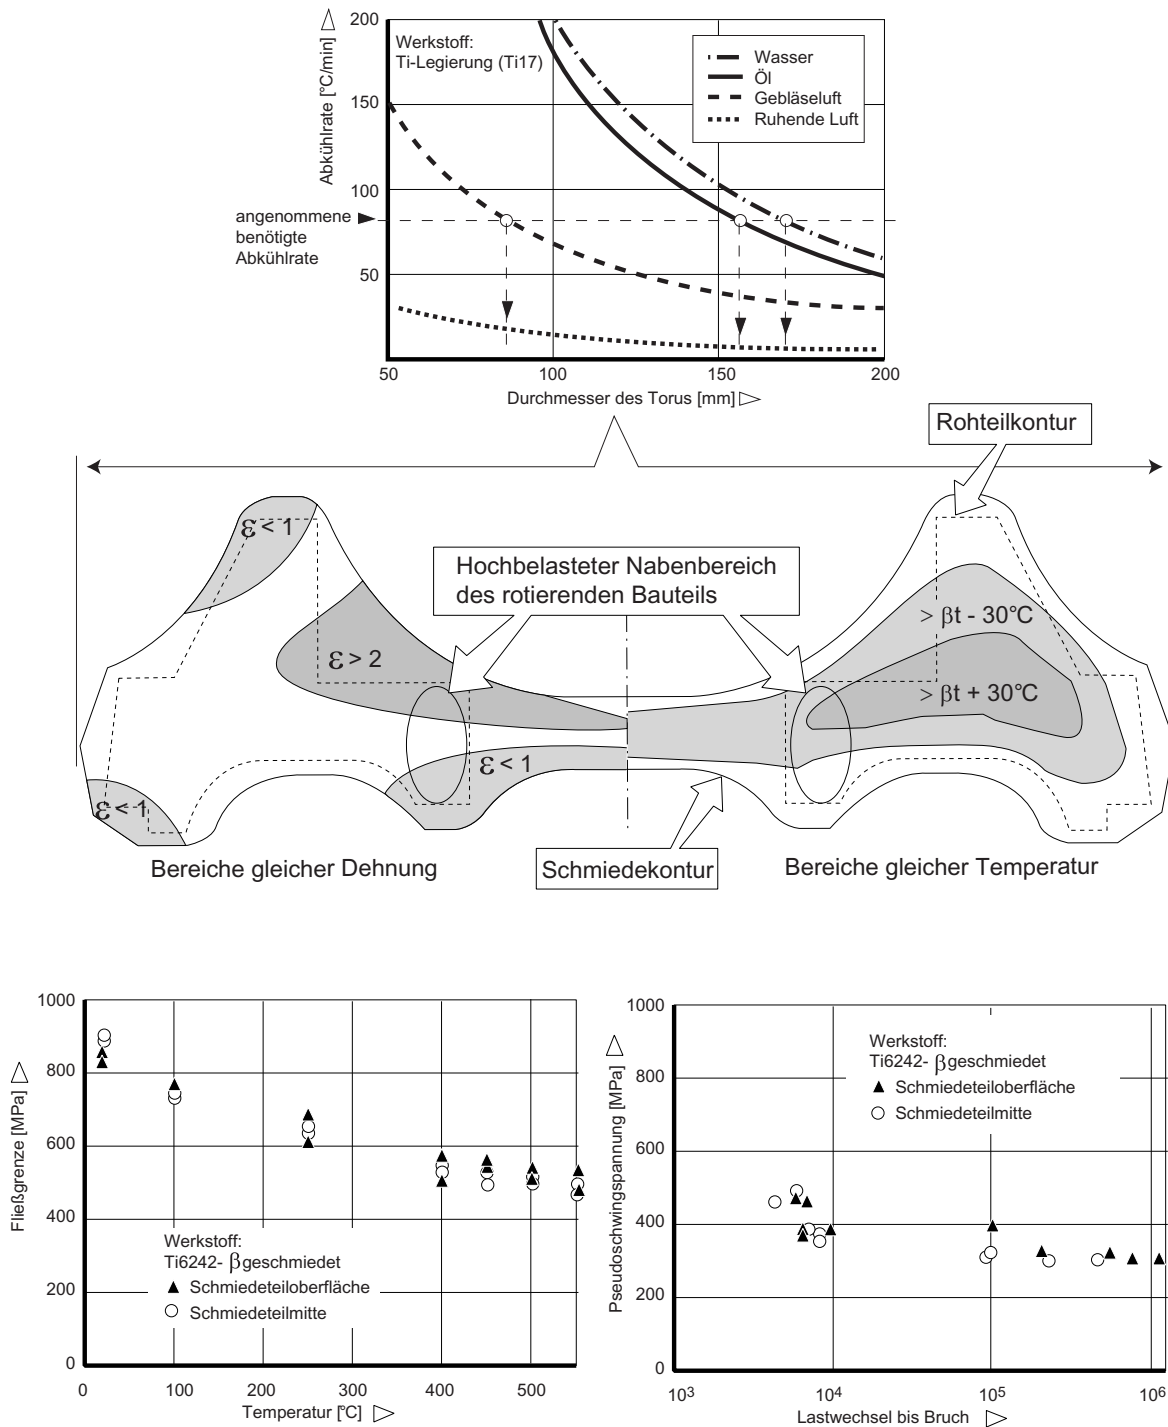 Abkühlrate [°C/min]
200
150
100
50
Werkstoff:
Ti-Legierung (Ti17)
Wasser
Öl
Gebläseluft
Ruhende Luft
angenommene
benötigte
Abkühlrate
50
100
150
200
Durchmesser des Torus [mm]
Rohteilkontur
ε < 1
Hochbelasteter Nabenbereich
des rotierenden Bauteils
> βt - 30°C
ε > 2
> βt + 30°C
ε < 1
ε < 1
Bereiche gleicher Dehnung
Schmiedekontur
Bereiche gleicher Temperatur
Fließgrenze [MPa]
1000
800
600
400
200
0
Werkstoff:
Ti6242- βgeschmiedet
Schmiedeteiloberfläche
Schmiedeteilmitte
0
100
200
300
400
500
Temperatur [°C]
Pseudoschwingspannung [MPa]
1000
800
600
400
200
0
Werkstoff:
Ti6242- βgeschmiedet
Schmiedeteiloberfläche
Schmiedeteilmitte
10³
10⁴
10⁵
10⁶
Lastwechsel bis Bruch